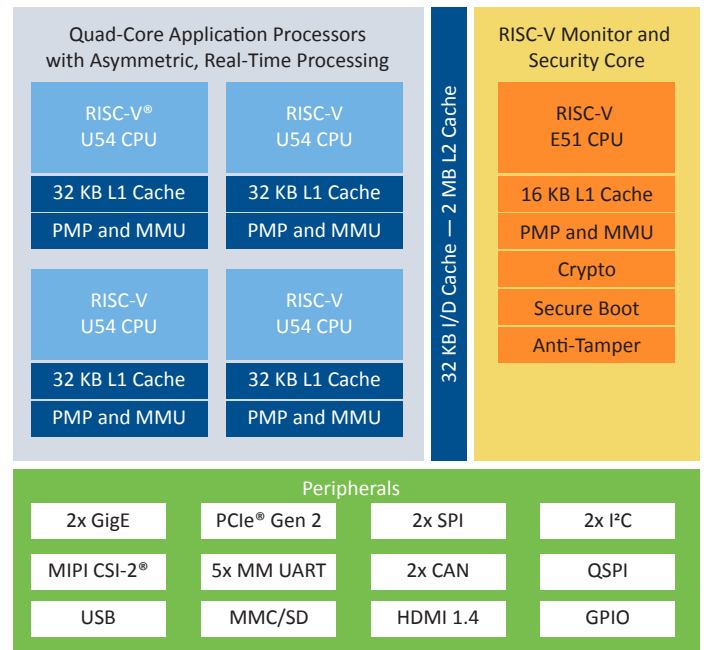 Quad-Core Application Processors
with Asymmetric, Real-Time Processing
RISC-V®
U54 CPU
32 KB L1 Cache
PMP and MMU
RISC-V
U54 CPU
32 KB L1 Cache
PMP and MMU
RISC-V
U54 CPU
32 KB L1 Cache
PMP and MMU
RISC-V
U54 CPU
32 KB L1 Cache
PMP and MMU
32 KB I/D Cache — 2 MB L2 Cache
RISC-V Monitor and
Security Core
RISC-V
E51 CPU
16 KB L1 Cache
PMP and MMU
Crypto
Secure Boot
Anti-Tamper
Peripherals
2x GigE
PCIe® Gen 2
2x SPI
2x I²C
MIPI CSI-2®
5x MM UART
2x CAN
QSPI
USB
MMC/SD
HDMI 1.4
GPIO